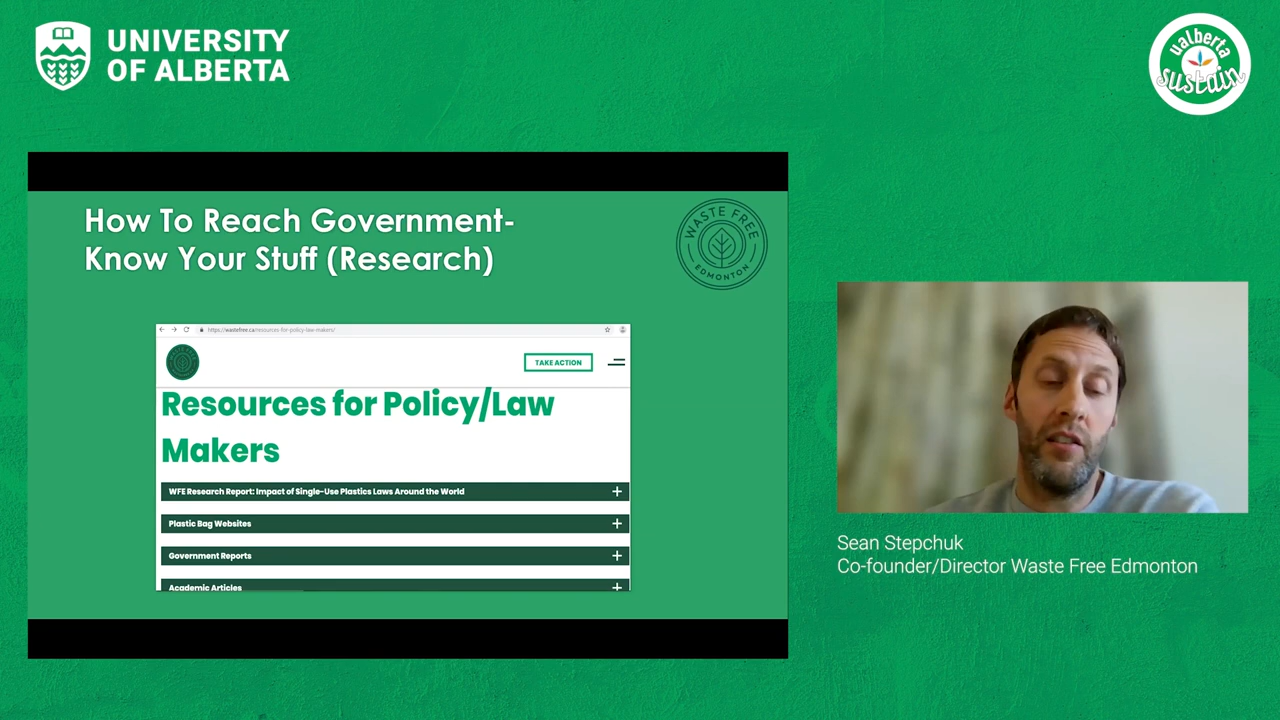 UNIVERSITY
OF ALBERTA
ualberta
sustain
How To Reach Government-
Know Your Stuff (Research)
WASTE FREE
EDMONTON
https://wastefree.ca/resources-for-policy-law-makers/
WASTE FREE
EDMONTON
TAKE ACTION
Resources for Policy/Law
Makers
WFE Research Report: Impact of Single-Use Plastics Laws Around the World
Plastic Bag Websites
Government Reports
Academic Articles
Sean Stepchuk
Co-founder/Director Waste Free Edmonton